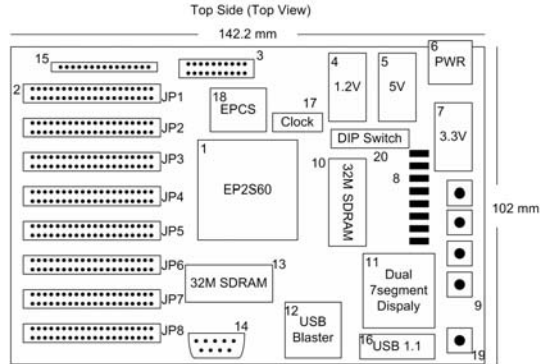 Top Side (Top View)
142.2 mm
15
3
4
1.2V
5
5V
6
PWR
2
JP1
18
EPCS
17
Clock
7
3.3V
JP2
DIP Switch
20
JP3
1
EP2S60
10
32M SDRAM
8
JP4
102 mm
JP5
JP6
13
32M SDRAM
11
Dual
7segment
Dispaly
9
JP7
12
USB
Blaster
JP8
14
16
USB 1.1
19